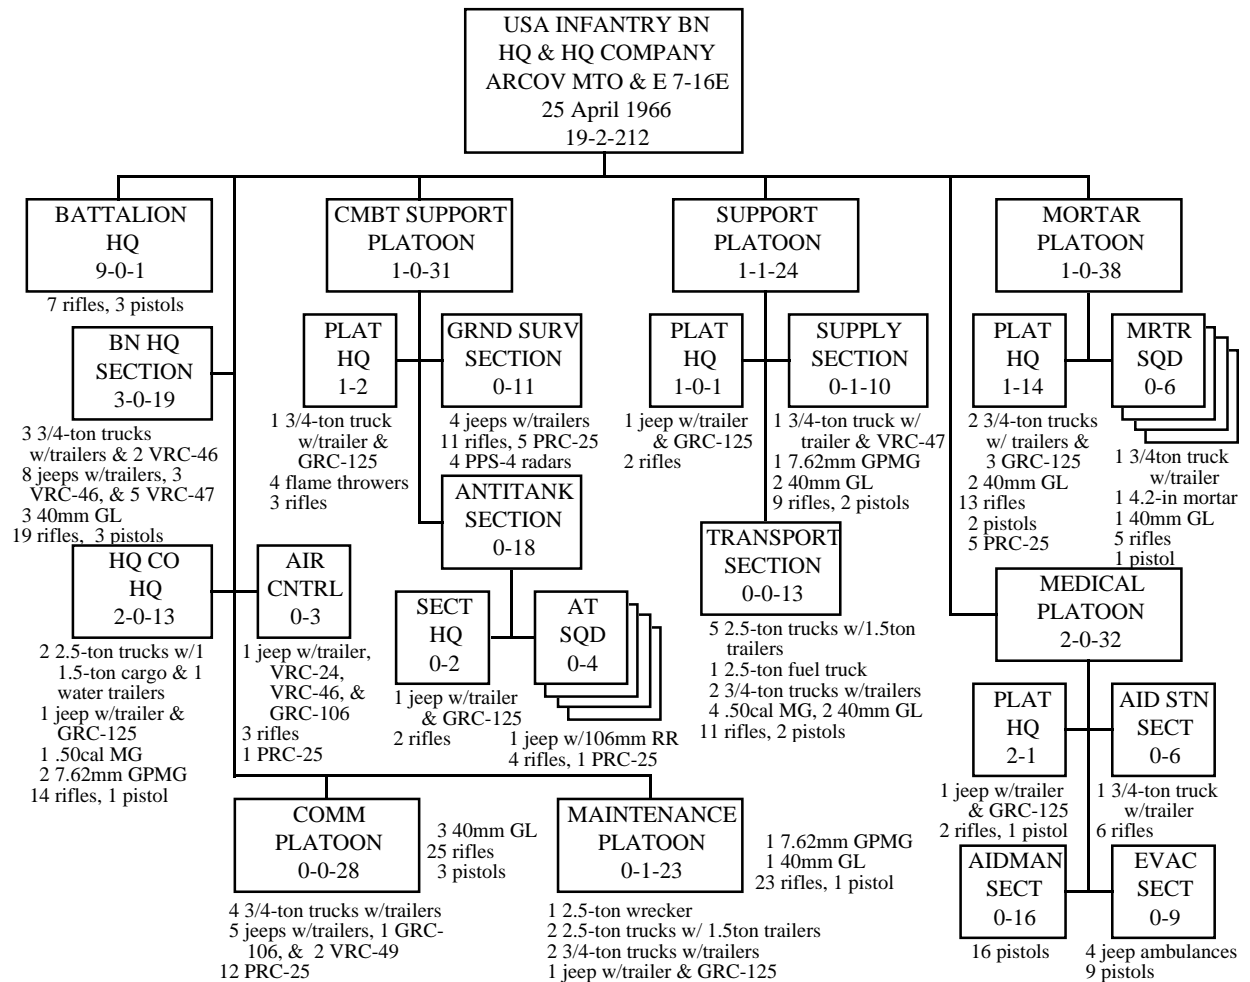 USA INFANTRY BN
HQ & HQ COMPANY
ARCOV MTO & E 7-16E
25 April 1966
19-2-212
BATTALION
HQ
9-0-1
7 rifles, 3 pistols
BN HQ
SECTION
3-0-19
3 3/4-ton trucks
w/trailers & 2 VRC-46
8 jeeps w/trailers, 3
VRC-46, & 5 VRC-47
3 40mm GL
19 rifles, 3 pistols
HQ CO
HQ
2-0-13
2 2.5-ton trucks w/1
1.5-ton cargo & 1
water trailers
1 jeep w/trailer &
GRC-125
1 .50cal MG
2 7.62mm GPMG
14 rifles, 1 pistol
AIR
CNTRL
0-3
1 jeep w/trailer,
VRC-24,
VRC-46, &
GRC-106
3 rifles
1 PRC-25
CMBT SUPPORT
PLATOON
1-0-31
PLAT
HQ
1-2
1 3/4-ton truck
w/trailer &
GRC-125
4 flame throwers
3 rifles
GRND SURV
SECTION
0-11
4 jeeps w/trailers
11 rifles, 5 PRC-25
4 PPS-4 radars
ANTITANK
SECTION
0-18
SECT
HQ
0-2
1 jeep w/trailer
& GRC-125
2 rifles
AT
SQD
0-4
1 jeep w/106mm RR
4 rifles, 1 PRC-25
SUPPORT
PLATOON
1-1-24
PLAT
HQ
1-0-1
1 jeep w/trailer
& GRC-125
2 rifles
SUPPLY
SECTION
0-1-10
1 3/4-ton truck w/
trailer & VRC-47
1 7.62mm GPMG
2 40mm GL
9 rifles, 2 pistols
TRANSPORT
SECTION
0-0-13
5 2.5-ton trucks w/1.5ton
trailers
1 2.5-ton fuel truck
2 3/4-ton trucks w/trailers
4 .50cal MG, 2 40mm GL
11 rifles, 2 pistols
MORTAR
PLATOON
1-0-38
PLAT
HQ
1-14
2 3/4-ton trucks
w/ trailers &
3 GRC-125
2 40mm GL
13 rifles
2 pistols
5 PRC-25
MRTR
SQD
0-6
1 3/4ton truck
w/trailer
1 4.2-in mortar
1 40mm GL
5 rifles
1 pistol
MEDICAL
PLATOON
2-0-32
PLAT
HQ
2-1
1 jeep w/trailer
& GRC-125
2 rifles, 1 pistol
AID STN
SECT
0-6
1 3/4-ton truck
w/trailer
6 rifles
AIDMAN
SECT
0-16
16 pistols
EVAC
SECT
0-9
4 jeep ambulances
9 pistols
COMM
PLATOON
0-0-28
3 40mm GL
25 rifles
3 pistols
4 3/4-ton trucks w/trailers
5 jeeps w/trailers, 1 GRC-
106, & 2 VRC-49
12 PRC-25
MAINTENANCE
PLATOON
0-1-23
1 7.62mm GPMG
1 40mm GL
23 rifles, 1 pistol
1 2.5-ton wrecker
2 2.5-ton trucks w/ 1.5ton trailers
2 3/4-ton trucks w/trailers
1 jeep w/trailer & GRC-125